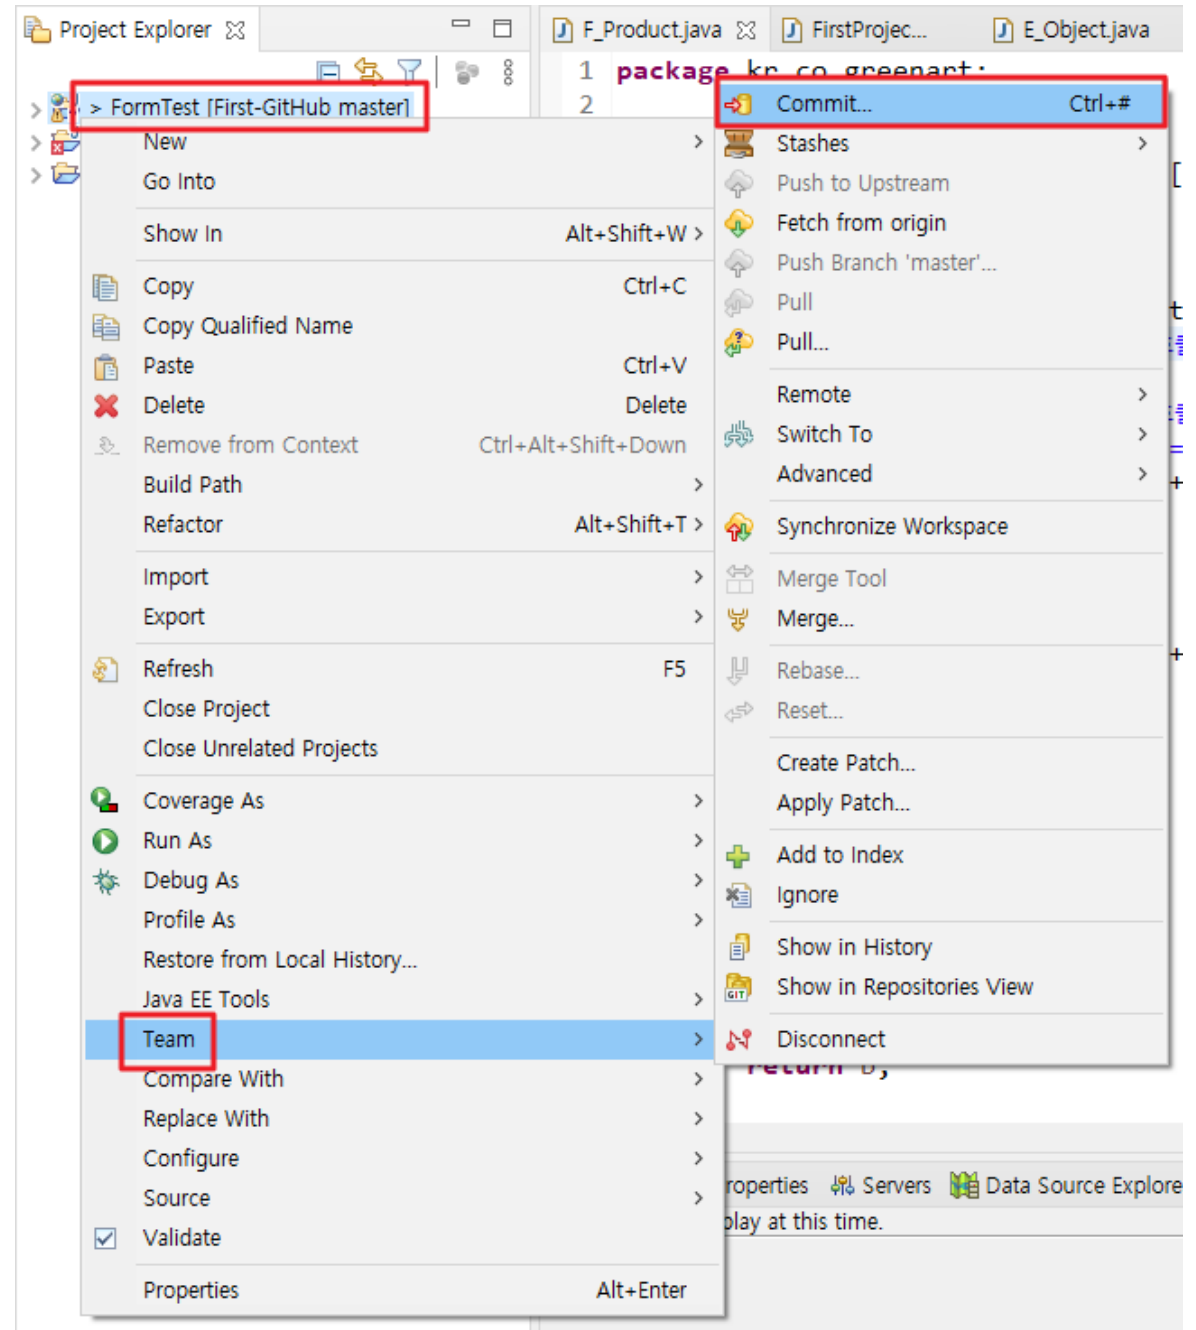 Project Explorer
F_Product.java
FirstProjec...
E_Object.java
1 package kr.co.greenart;
2
> FormTest [First-GitHub master]
New
Go Into
Show In Alt+Shift+W >
Copy Ctrl+C
Copy Qualified Name
Paste Ctrl+V
Delete Delete
Remove from Context Ctrl+Alt+Shift+Down
Build Path
Refactor Alt+Shift+T >
Import
Export
Refresh F5
Close Project
Close Unrelated Projects
Coverage As
Run As
Debug As
Profile As
Restore from Local History...
Java EE Tools
Team
Compare With
Replace With
Configure
Source
Validate
Properties Alt+Enter
Commit... Ctrl+#
Stashes
Push to Upstream
Fetch from origin
Push Branch 'master'...
Pull
Pull...
Remote
Switch To
Advanced
Synchronize Workspace
Merge Tool
Merge...
Rebase...
Reset...
Create Patch...
Apply Patch...
Add to Index
Ignore
Show in History
GIT Show in Repositories View
Disconnect
return b;
roperties Servers Data Source Explore
play at this time.